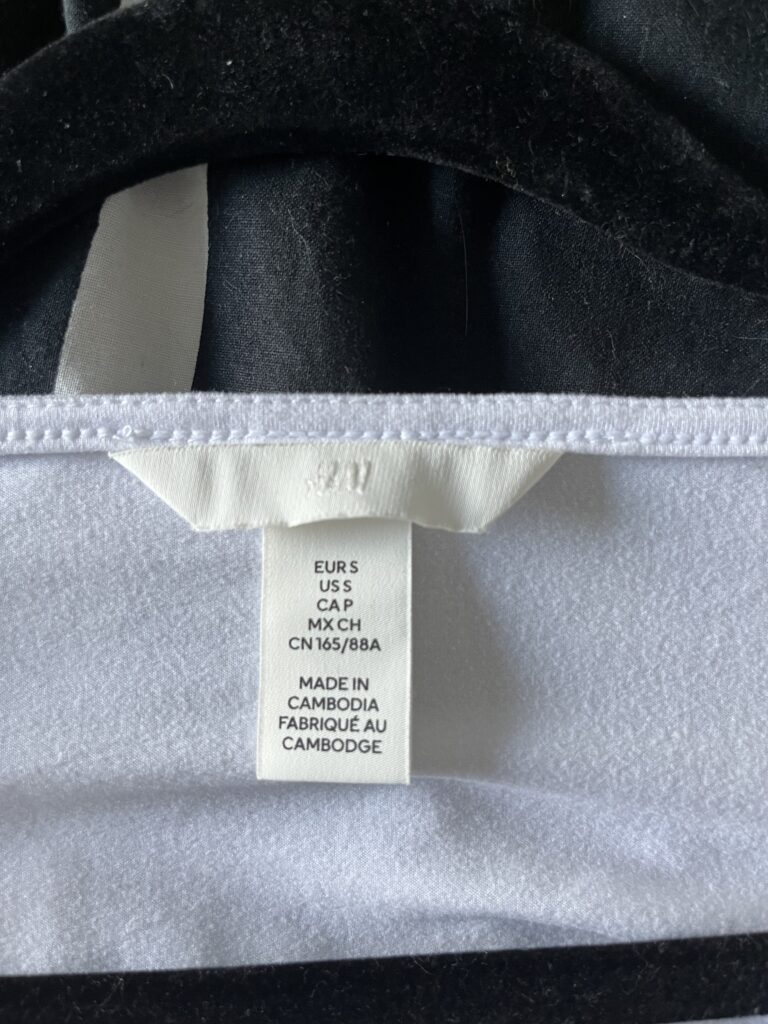 H&M
EUR S
US S
CA P
MX CH
CN 165/88A
MADE IN
CAMBODIA
FABRIQUÉ AU
CAMBODGE